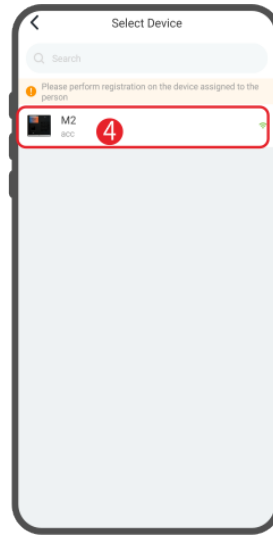 Select Device
Search
Please perform registration on the device assigned to the
person
M2
acc
4